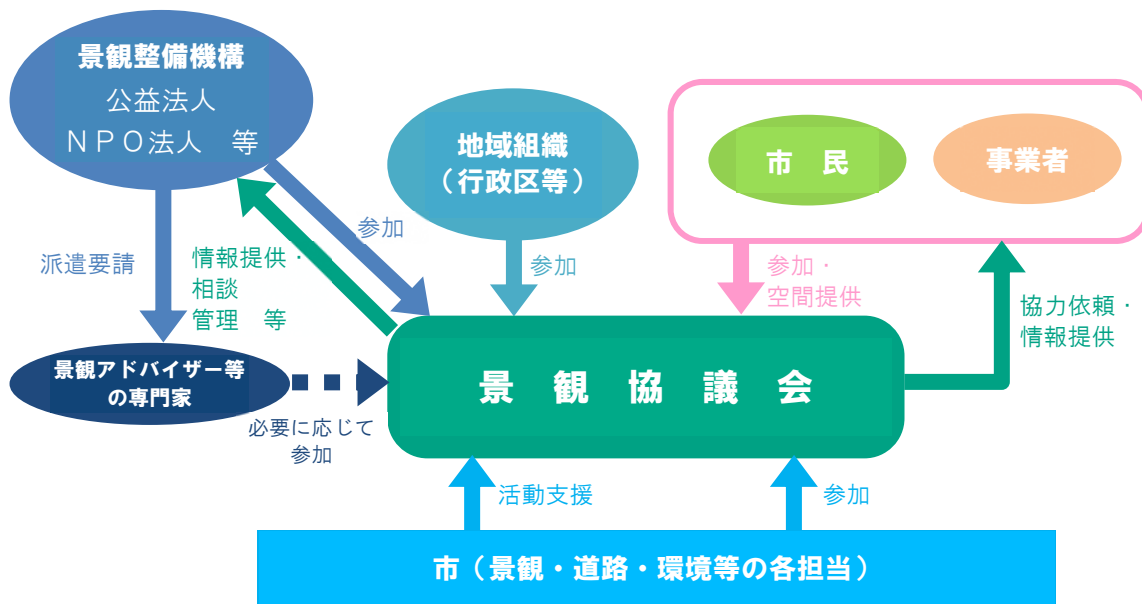 景観整備機構
公益法人
ＮＰＯ法人　等
地域組織
（行政区等）
市　民
事業者
派遣要請
情報提供・
相談
管理　等
参加
参加
参加・
空間提供
協力依頼・
情報提供
景観アドバイザー等
の専門家
必要に応じて
参加
景　観　協　議　会
活動支援
参加
市（景観・道路・環境等の各担当）